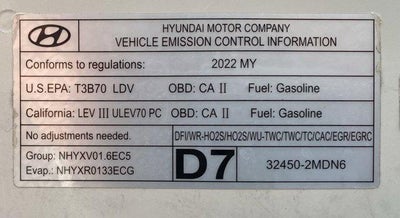 HYUNDAI MOTOR COMPANY
VEHICLE EMISSION CONTROL INFORMATION
Conforms to regulations: 2022 MY
U.S.EPA: T3B70 LDV OBD: CA II Fuel: Gasoline
California: LEV III ULEV70 PC OBD: CA II Fuel: Gasoline
No adjustments needed. DFI/WR-HO2S/HO2S/WU-TWC/TWC/TC/CAC/EGR/EGRC
Group: NHYXV01.6EC5
Evap.: NHYXR0133ECG
D7
32450-2MDN6